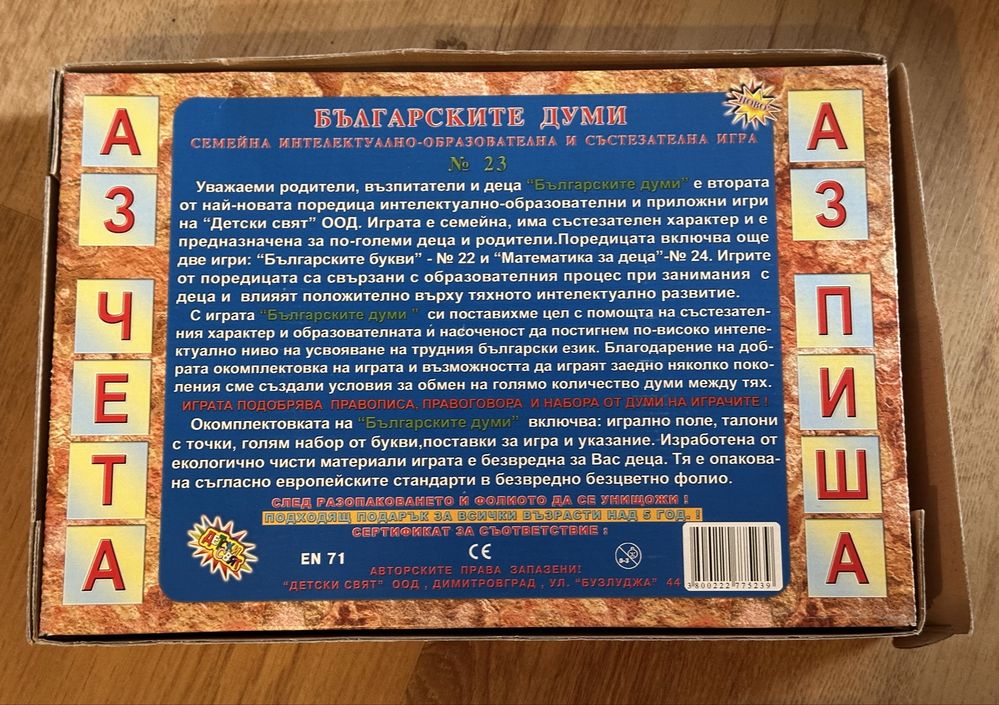 БЪЛГАРСКИТЕ ДУМИ
НОВО
СЕМЕЙНА ИНТЕЛЕКТУАЛНО-ОБРАЗОВАТЕЛНА И СЪСТЕЗАТЕЛНА ИГРА
№ 23
Уважаеми родители, възпитатели и деца "Българските думи" е втората
от най-новата поредица интелектуално-образователни и приложни игри
на "Детски свят" ООД. Играта е семейна, има състезателен характер и е
предназначена за по-големи деца и родители.Поредицата включва още
две игри: "Българските букви" - № 22 и "Математика за деца"-№ 24. Игрите
от поредицата са свързани с образователния процес при занимания с
деца и влияят положително върху тяхното интелектуално развитие.
С играта "Българските думи " си поставихме цел с помощта на състезател-
ния характер и образователната ѝ насоченост да постигнем по-високо интеле-
ктуално ниво на усвояване на трудния български език. Благодарение на доб-
рата окомплектовка на играта и възможността да играят заедно няколко поко-
ления сме създали условия за обмен на голямо количество думи между тях.
ИГРАТА ПОДОБРЯВА ПРАВОПИСА, ПРАВОГОВОРА И НАБОРА ОТ ДУМИ НА ИГРАЧИТЕ !
Окомплектовката на "Българските думи" включва: игрално поле, талони
с точки, голям набор от букви,поставки за игра и указание. Изработена от
екологично чисти материали играта е безвредна за Вас деца. Тя е опакова-
на съгласно европейските стандарти в безвредно безцветно фолио.
СЛЕД РАЗОПАКОВАНЕТО Ѝ ФОЛИОТО ДА СЕ УНИЩОЖИ !
ПОДХОДЯЩ ПОДАРЪК ЗА ВСИЧКИ ВЪЗРАСТИ НАД 5 ГОД. !
СЕРТИФИКАТ ЗА СЪОТВЕТСТВИЕ :
EN 71
CE
0-3
АВТОРСКИТЕ ПРАВА ЗАПАЗЕНИ!
"ДЕТСКИ СВЯТ" ООД , ДИМИТРОВГРАД , УЛ. "БУЗЛУДЖА" 44
3800222775239
А
З
Ч
Е
Т
А
А
З
П
И
Ш
А